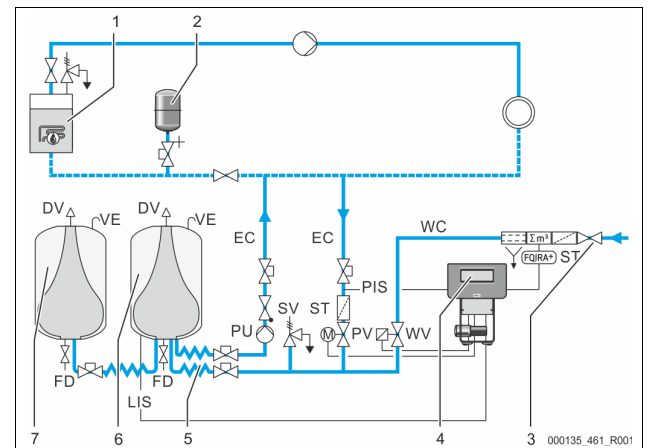 1
2
DV
VE
DV
VE
EC
EC
WC
Σ m³
FQIRA+
ST
PIS
PU
SV
ST
M
PV
WV
FD
FD
LIS
7
6
5
4
3
000135_461_R001